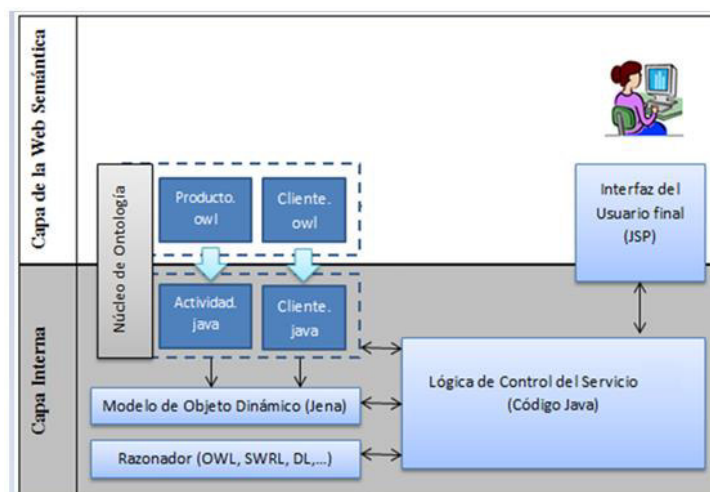 Capa de la Web Semántica
Capa Interna
Núcleo de Ontología
Producto.
owl
Cliente.
owl
Actividad.
java
Cliente.
java
Modelo de Objeto Dinámico (Jena)
Razonador (OWL, SWRL, DL,...)
Interfaz del
Usuario final
(JSP)
Lógica de Control del Servicio
(Código Java)